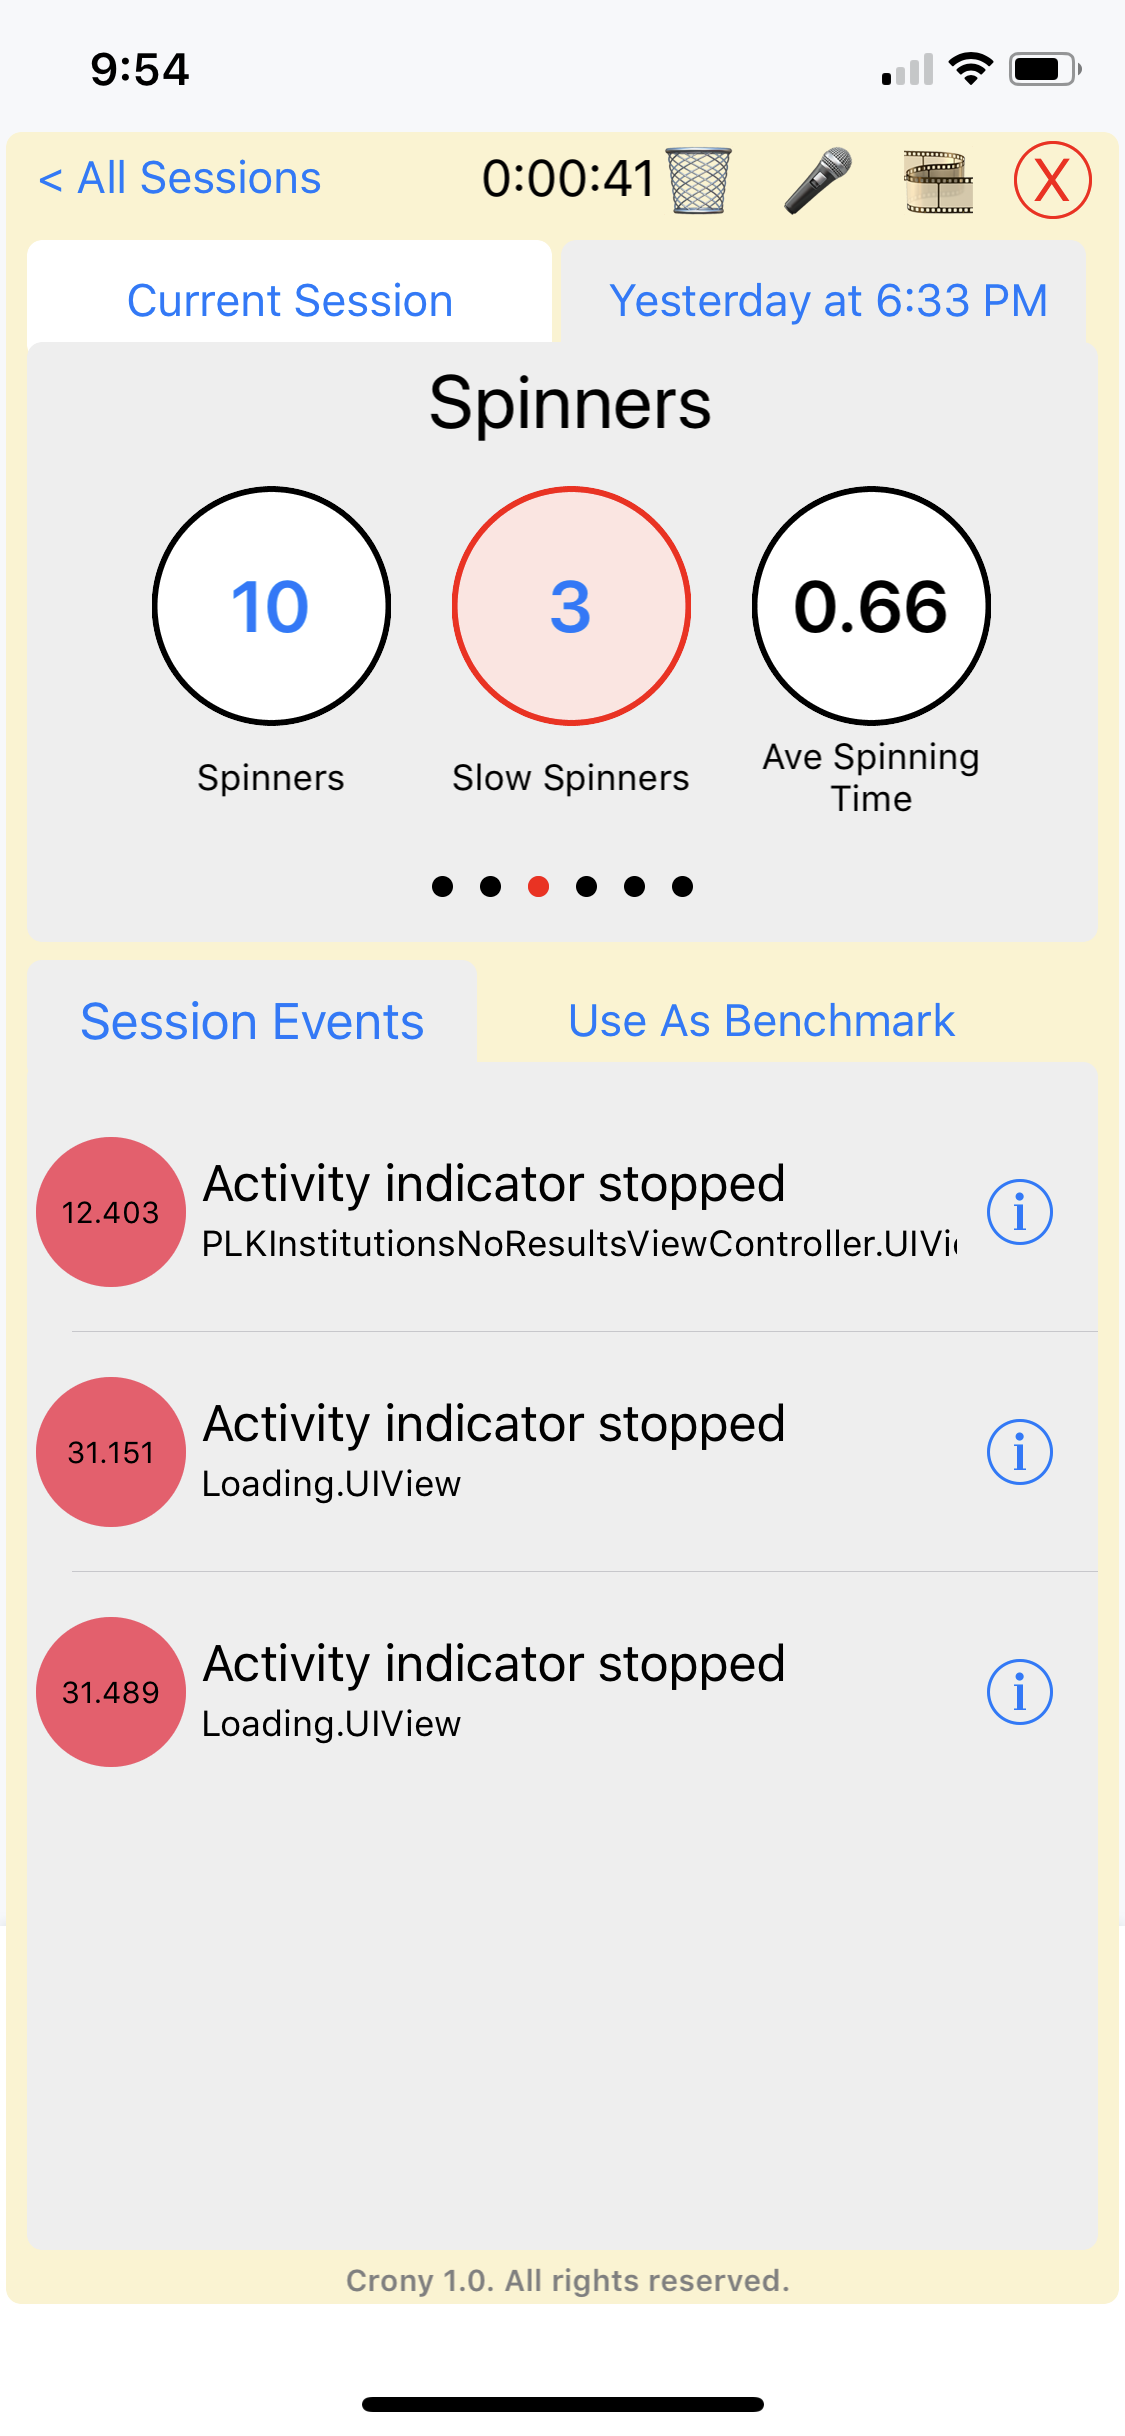 9:54
< All Sessions 0:00:41 X
Current Session Yesterday at 6:33 PM
Spinners
10 3 0.66
Spinners Slow Spinners Ave Spinning
Time
Session Events Use As Benchmark
12.403 Activity indicator stopped
PLKInstitutionsNoResultsViewController.UIVi
i
31.151 Activity indicator stopped
Loading.UIView
i
31.489 Activity indicator stopped
Loading.UIView
i
Crony 1.0. All rights reserved.